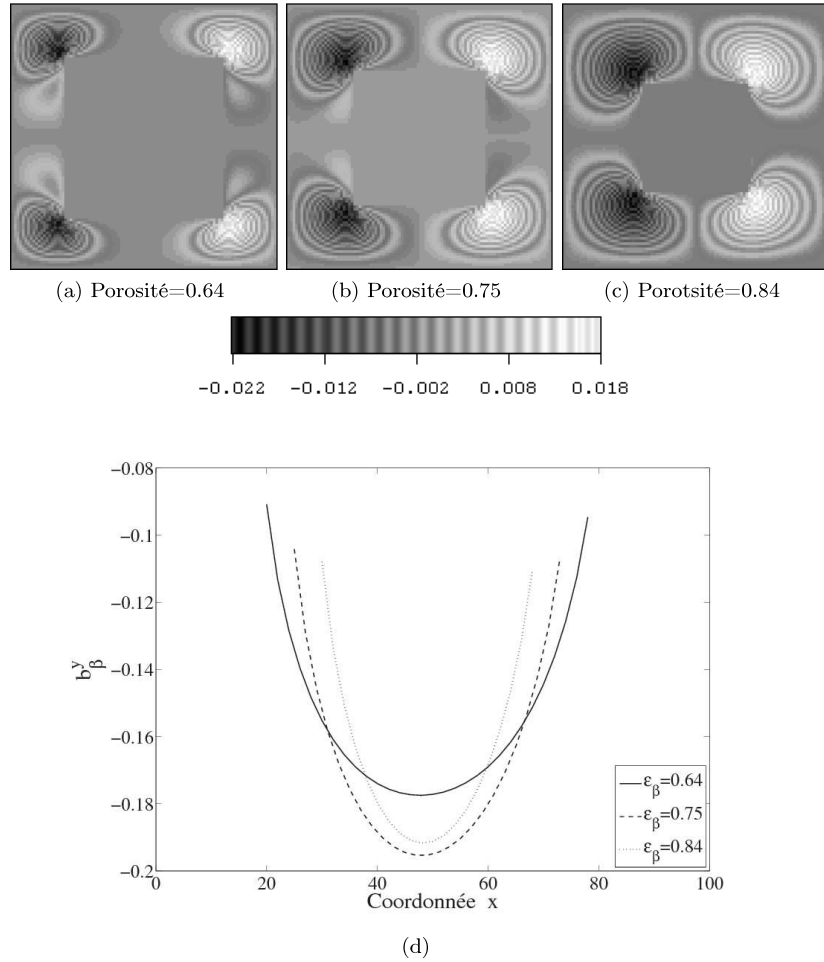 (a) Porosité=0.64
(b) Porosité=0.75
(c) Porotsité=0.84
-0.022 -0.012 -0.002 0.008 0.018
−0.08
−0.1
−0.12
−0.14
−0.16
−0.18
−0.2
b_β^y
0 20 40 60 80 100
Coordonnée x
ε_β=0.64
ε_β=0.75
ε_β=0.84
(d)